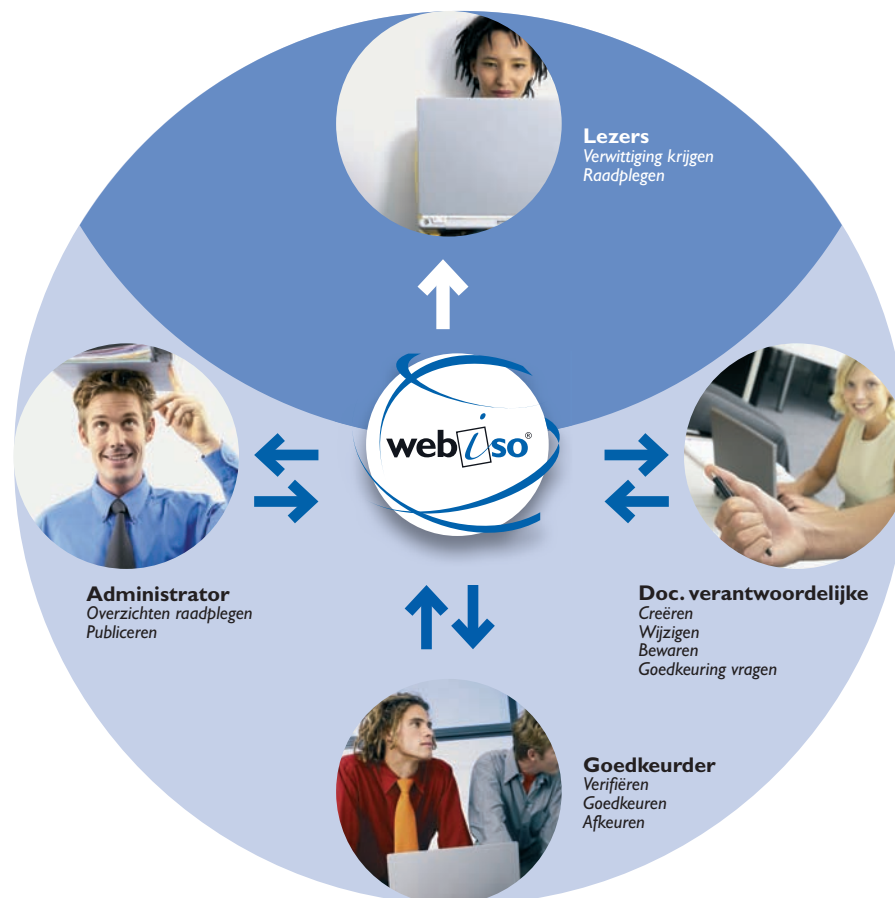 Lezers
Verwittiging krijgen
Raadplegen
webiso®
Administrator
Overzichten raadplegen
Publiceren
Doc. verantwoordelijke
Creëren
Wijzigen
Bewaren
Goedkeuring vragen
Goedkeurder
Verifiëren
Goedkeuren
Afkeuren